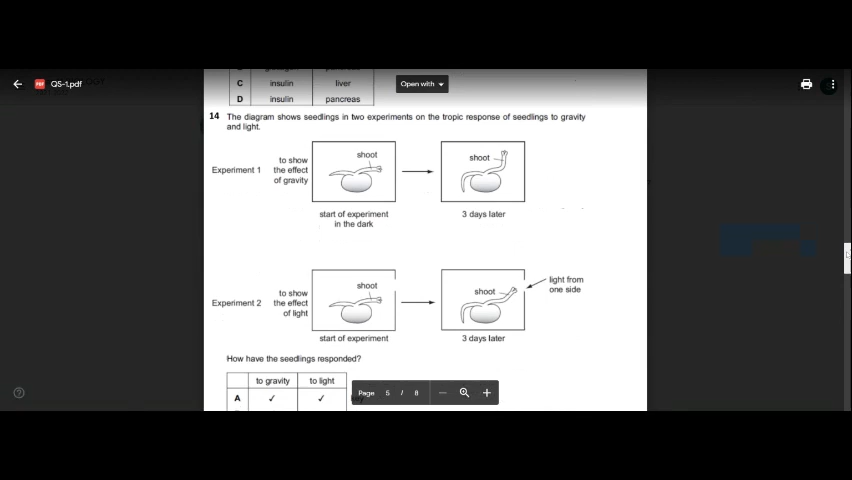 QS-1.pdf
Open with
C insulin liver
D insulin pancreas
14 The diagram shows seedlings in two experiments on the tropic response of seedlings to gravity
and light.
Experiment 1
to show
the effect
of gravity
shoot
shoot
start of experiment
in the dark
3 days later
Experiment 2
to show
the effect
of light
shoot
shoot
light from
one side
start of experiment
3 days later
How have the seedlings responded?
to gravity to light
A ✓ ✓
Page 5 / 8